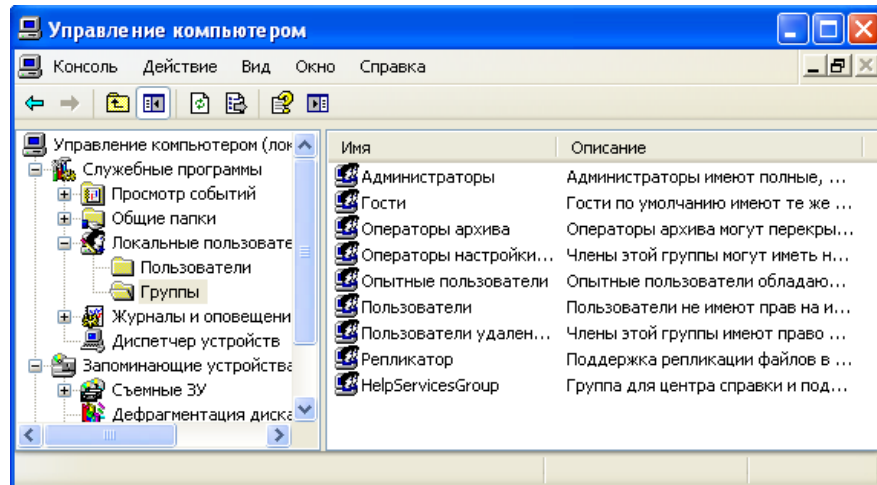 Управление компьютером
Консоль Действие Вид Окно Справка
Управление компьютером (лок
Служебные программы
Просмотр событий
Общие папки
Локальные пользовате
Пользователи
Группы
Журналы и оповещени
Диспетчер устройств
Запоминающие устройства
Съемные ЗУ
Дефрагментация диска
Имя Описание
Администраторы Администраторы имеют полные, ...
Гости Гости по умолчанию имеют те же ...
Операторы архива Операторы архива могут перекры...
Операторы настройки... Члены этой группы могут иметь н...
Опытные пользователи Опытные пользователи обладаю...
Пользователи Пользователи не имеют прав на и...
Пользователи удален... Члены этой группы имеют право ...
Репликатор Поддержка репликации файлов в ...
HelpServicesGroup Группа для центра справки и под...